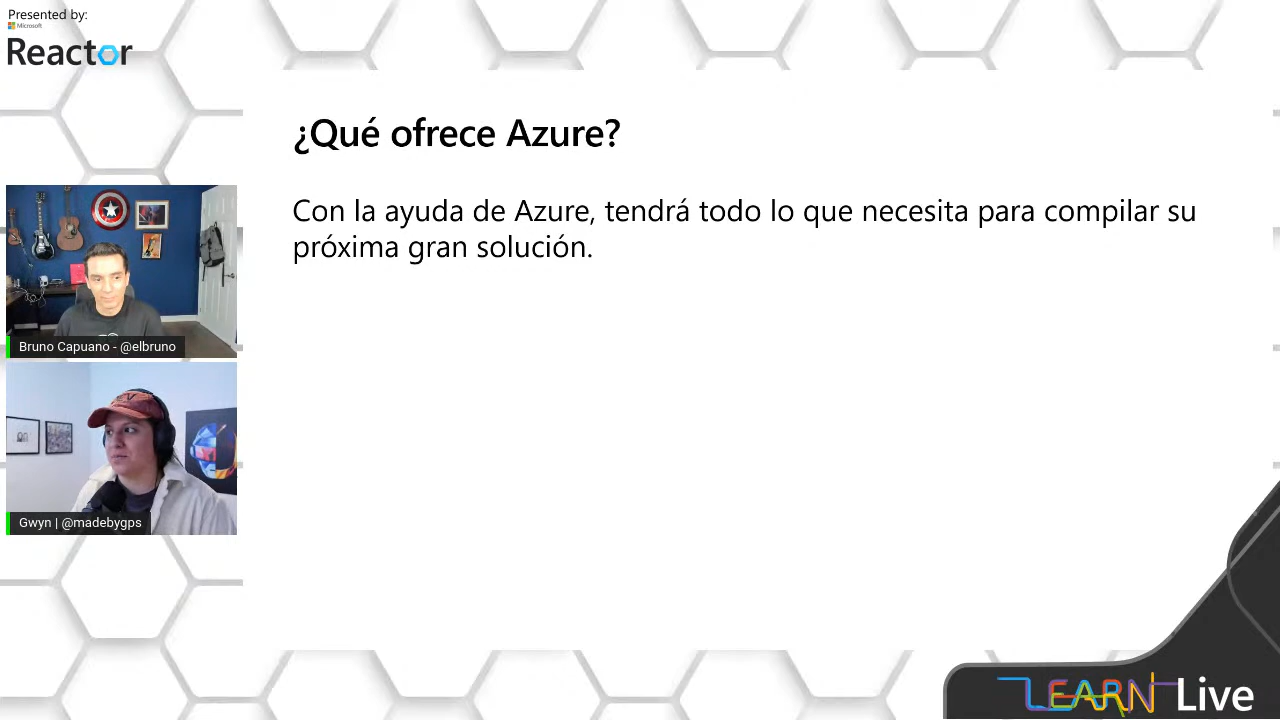 Presented by:
Microsoft
Reactor
¿Qué ofrece Azure?
Con la ayuda de Azure, tendrá todo lo que necesita para compilar su
próxima gran solución.
Bruno Capuano - @elbruno
Gwyn | @madebygps
LEARN Live